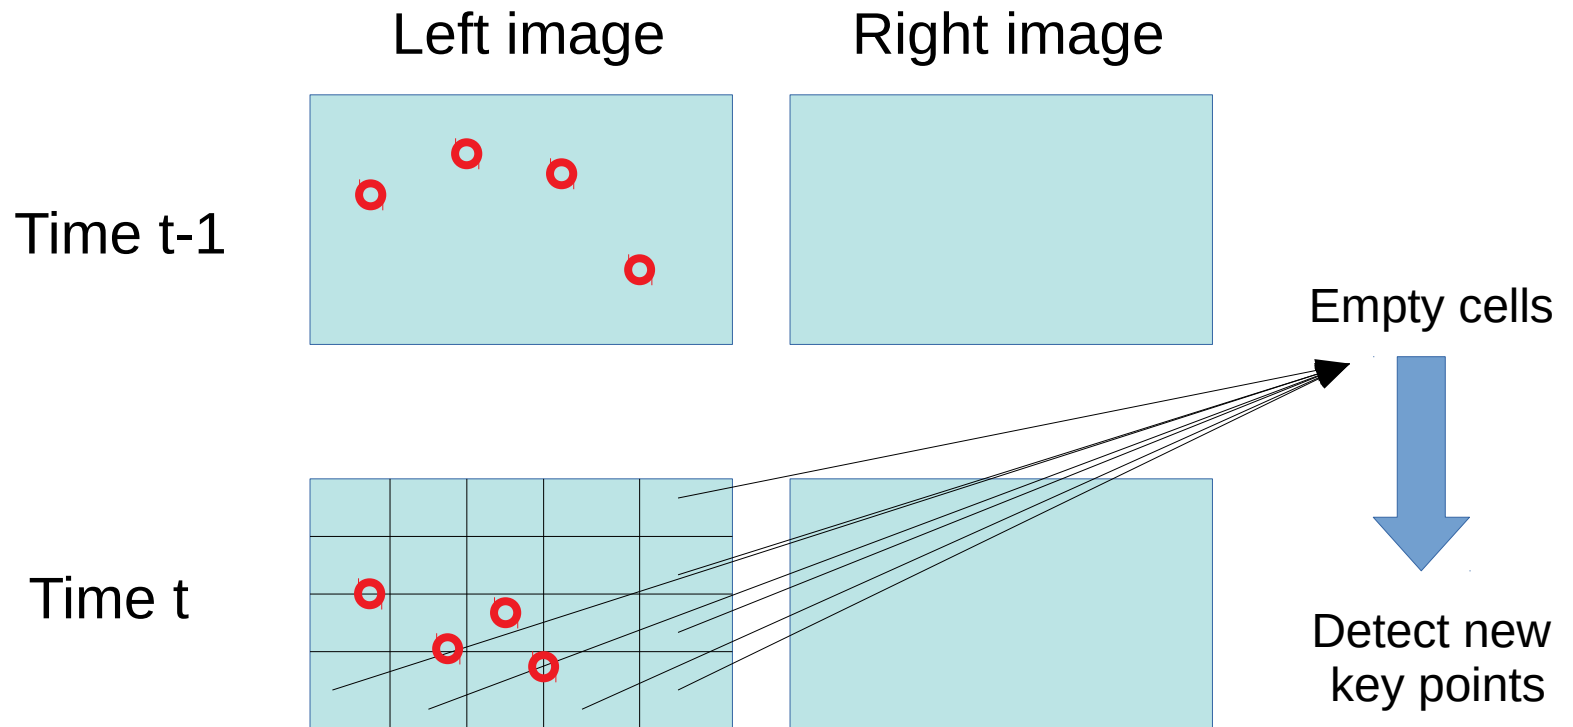 Left image
Right image
Time t-1
Empty cells
Time t
Detect new
key points